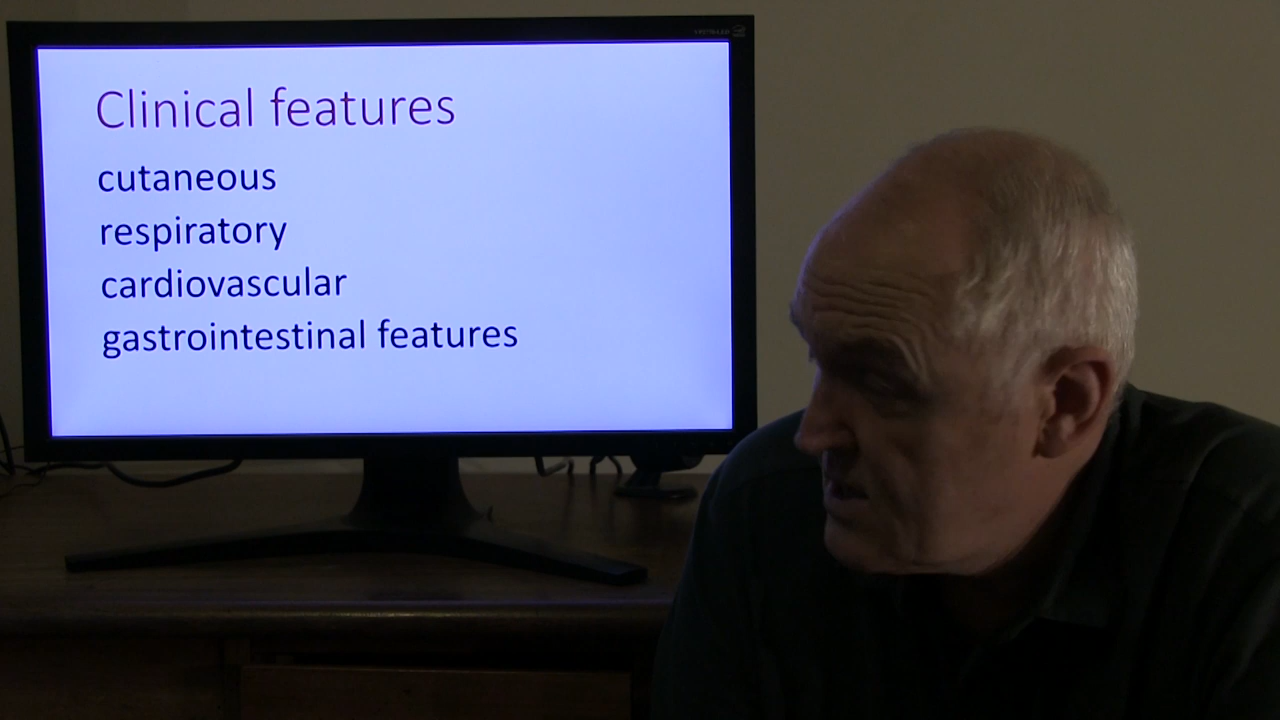 Clinical features
cutaneous
respiratory
cardiovascular
gastrointestinal features